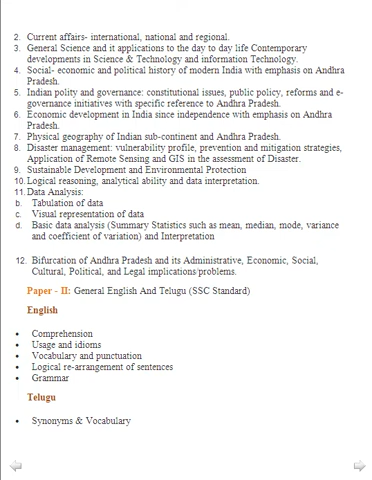 2. Current affairs- international, national and regional.
3. General Science and it applications to the day to day life Contemporary
developments in Science & Technology and information Technology.
4. Social- economic and political history of modern India with emphasis on Andhra
Pradesh.
5. Indian polity and governance: constitutional issues, public policy, reforms and e-
governance initiatives with specific reference to Andhra Pradesh.
6. Economic development in India since independence with emphasis on Andhra
Pradesh.
7. Physical geography of Indian sub-continent and Andhra Pradesh.
8. Disaster management: vulnerability profile, prevention and mitigation strategies,
Application of Remote Sensing and GIS in the assessment of Disaster.
9. Sustainable Development and Environmental Protection
10. Logical reasoning, analytical ability and data interpretation.
11. Data Analysis:
b. Tabulation of data
c. Visual representation of data
d. Basic data analysis (Summary Statistics such as mean, median, mode, variance
and coefficient of variation) and Interpretation
12. Bifurcation of Andhra Pradesh and its Administrative, Economic, Social,
Cultural, Political, and Legal implications/problems.
Paper - II: General English And Telugu (SSC Standard)
English
• Comprehension
• Usage and idioms
• Vocabulary and punctuation
• Logical re-arrangement of sentences
• Grammar
Telugu
• Synonyms & Vocabulary